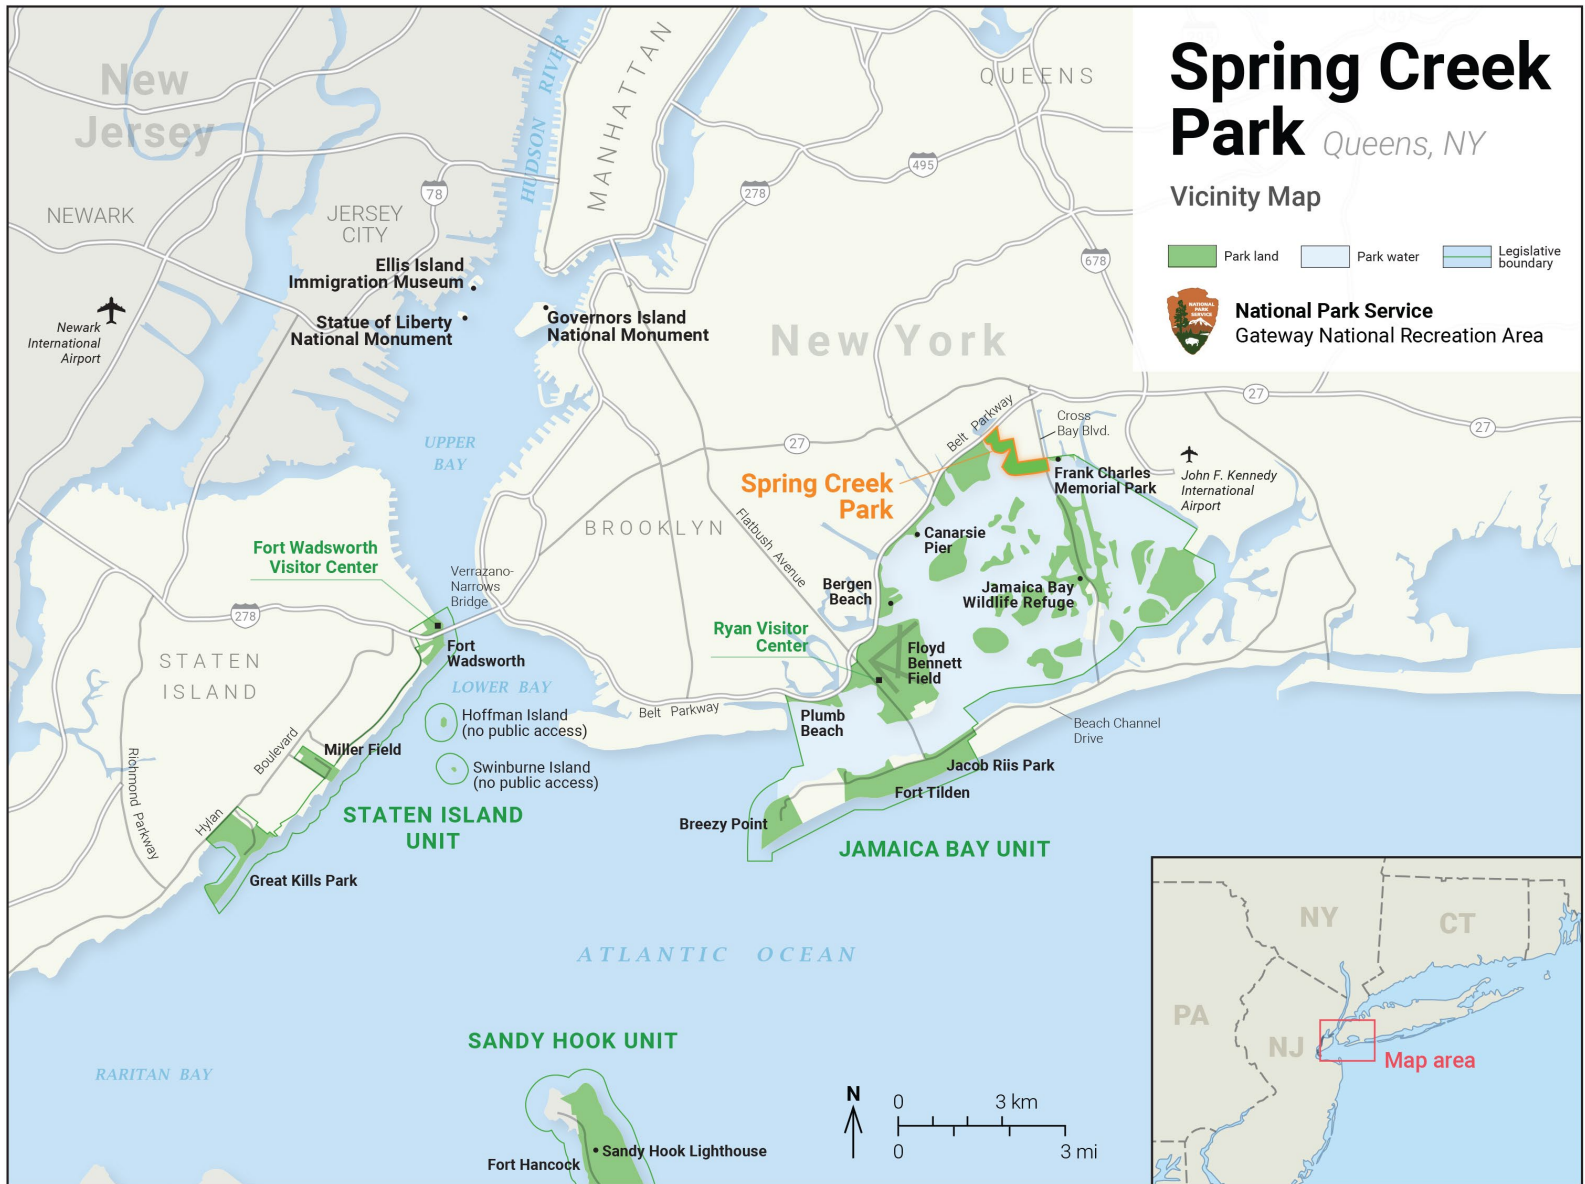 Spring Creek
Park Queens, NY
Vicinity Map
Park land
Park water
Legislative
boundary
NATIONAL
PARK
SERVICE
National Park Service
Gateway National Recreation Area
New
Jersey
HUDSON RIVER
MANHATTAN
QUEENS
495
278
78
678
NEWARK
JERSEY
CITY
Ellis Island
Immigration Museum
Statue of Liberty
National Monument
Governors Island
National Monument
Newark
International
Airport
New York
27
27
27
Belt Parkway
Cross
Bay Blvd.
UPPER
BAY
Spring Creek
Park
Frank Charles
Memorial Park
John F. Kennedy
International
Airport
BROOKLYN
Flatbush Avenue
Canarsie
Pier
Fort Wadsworth
Visitor Center
Verrazano-
Narrows
Bridge
Bergen
Beach
Jamaica Bay
Wildlife Refuge
278
Ryan Visitor
Center
STATEN
ISLAND
Fort
Wadsworth
Floyd
Bennett
Field
LOWER BAY
Belt Parkway
Plumb
Beach
Hoffman Island
(no public access)
Beach Channel
Drive
Richmond Parkway
Hylan Boulevard
Miller Field
Swinburne Island
(no public access)
Jacob Riis Park
Fort Tilden
STATEN ISLAND
UNIT
Breezy Point
JAMAICA BAY UNIT
Great Kills Park
ATLANTIC OCEAN
SANDY HOOK UNIT
RARITAN BAY
N
0 3 km
0 3 mi
Sandy Hook Lighthouse
Fort Hancock
NY
CT
PA
NJ
Map area